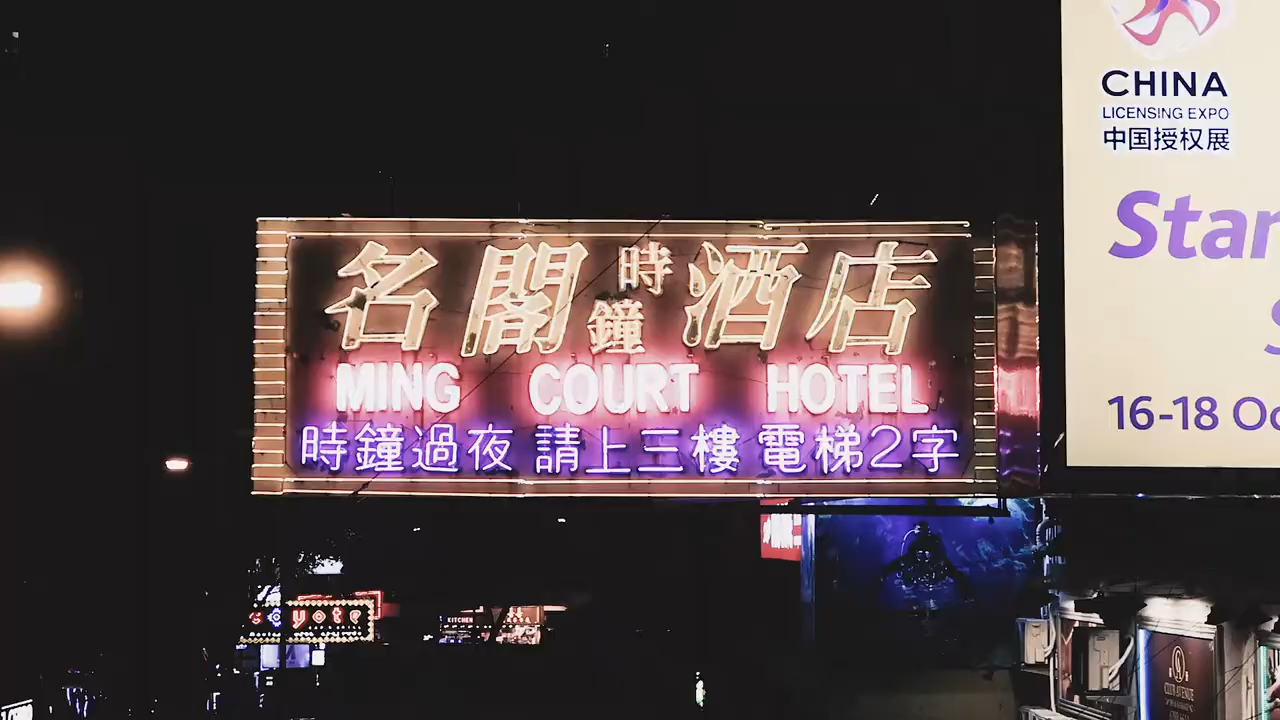 CHINA
LICENSING EXPO
中国授权展
Star
16-18 Oc
名閣時鐘酒店
MING COURT HOTEL
時鐘過夜 請上三樓 電梯2字
KITCHEN